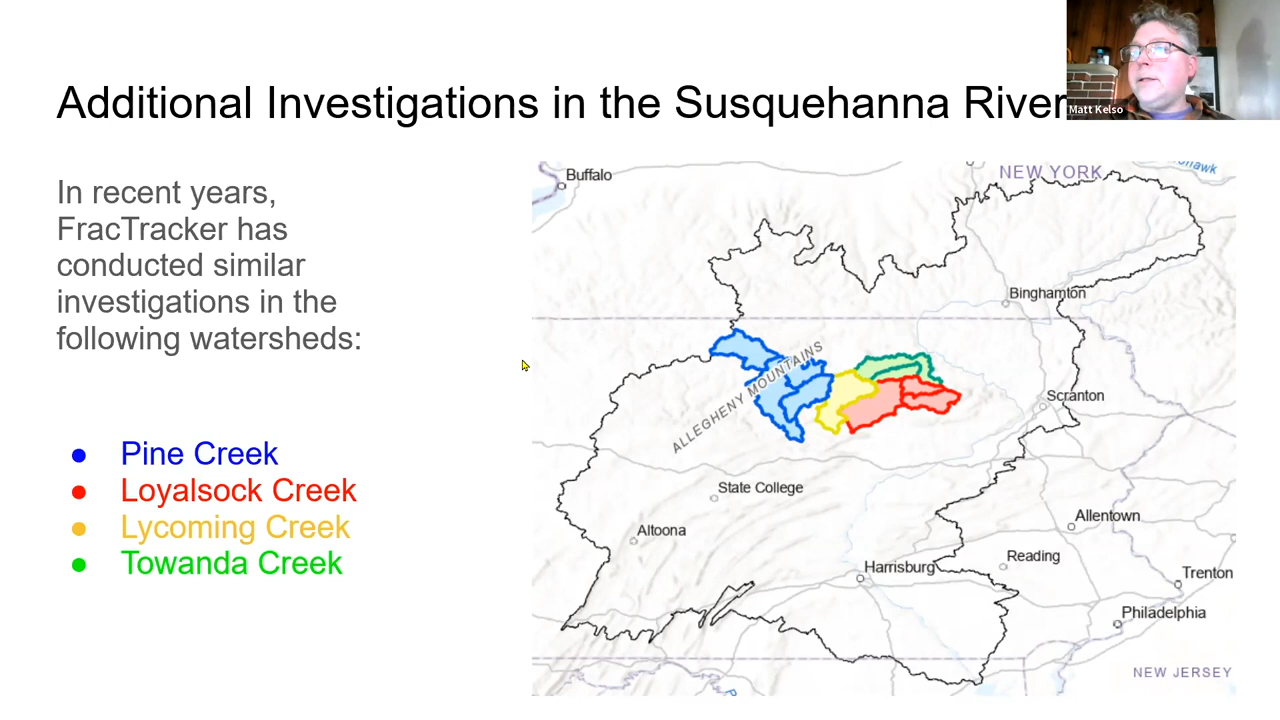 Additional Investigations in the Susquehanna River
Matt Kelso
In recent years,
FracTracker has
conducted similar
investigations in the
following watersheds:
● Pine Creek
● Loyalsock Creek
● Lycoming Creek
● Towanda Creek
Buffalo
NEW YORK
Binghamton
ALLEGHENY MOUNTAINS
Scranton
State College
Altoona
Allentown
Reading
Harrisburg
Trenton
Philadelphia
NEW JERSEY